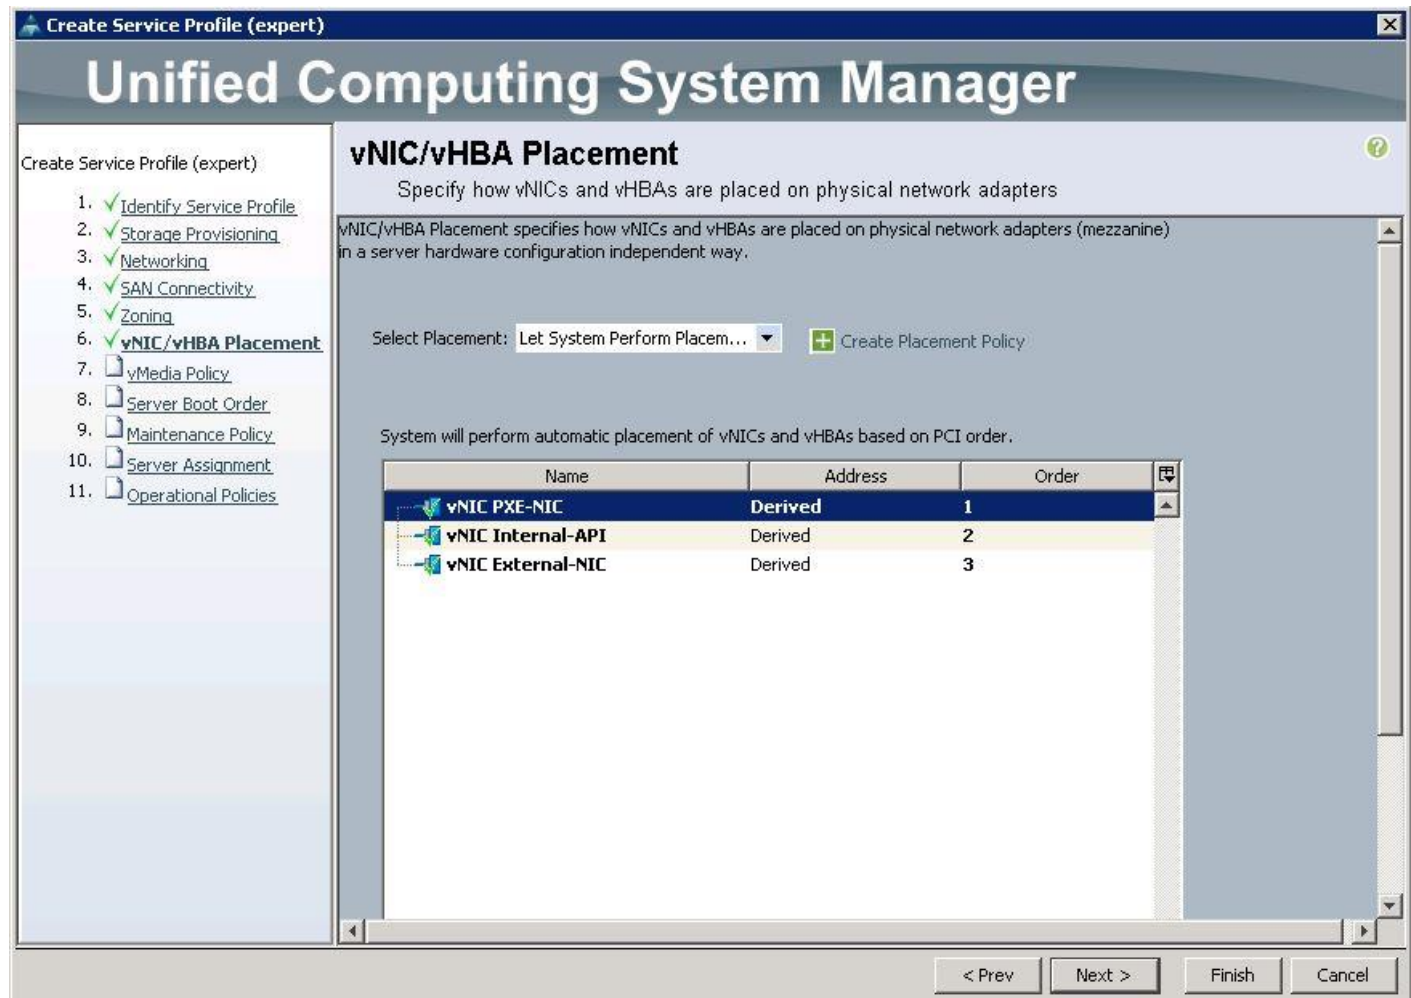 Create Service Profile (expert)
Unified Computing System Manager
Create Service Profile (expert)
1. Identify Service Profile
2. Storage Provisioning
3. Networking
4. SAN Connectivity
5. Zoning
6. vNIC/vHBA Placement
7. vMedia Policy
8. Server Boot Order
9. Maintenance Policy
10. Server Assignment
11. Operational Policies
vNIC/vHBA Placement
Specify how vNICs and vHBAs are placed on physical network adapters
vNIC/vHBA Placement specifies how vNICs and vHBAs are placed on physical network adapters (mezzanine)
in a server hardware configuration independent way.
Select Placement: Let System Perform Placem... Create Placement Policy
System will perform automatic placement of vNICs and vHBAs based on PCI order.
Name Address Order
vNIC PXE-NIC Derived 1
vNIC Internal-API Derived 2
vNIC External-NIC Derived 3
< Prev Next > Finish Cancel